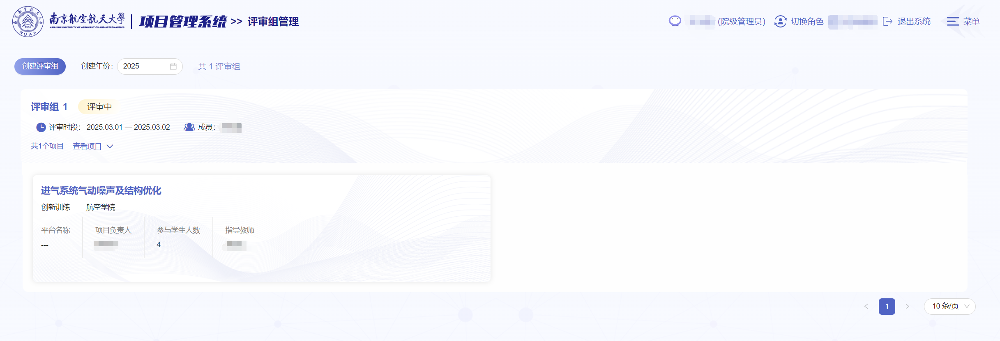 南京航空航天大學
NANJING UNIVERSITY OF AERONAUTICS AND ASTRONAUTICS
1952
NUAA
项目管理系统 >> 评审组管理
(院级管理员)
切换角色
退出系统
菜单
创建评审组
创建年份：
2025
共 1 评审组
评审组 1
评审中
评审时段： 2025.03.01 — 2025.03.02
成员：
共1个项目
查看项目
进气系统气动噪声及结构优化
创新训练
航空学院
平台名称
项目负责人
参与学生人数
指导教师
---
4
< 1 >
10 条/页